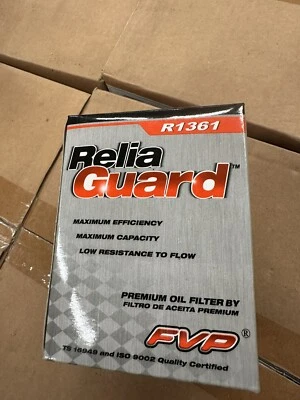 R1361
Relia
Guard™
MAXIMUM EFFICIENCY
MAXIMUM CAPACITY
LOW RESISTANCE TO FLOW
PREMIUM OIL FILTER BY
FILTRO DE ACEITA PREMIUM
FVP®
TS 16949 and ISO 9002 Quality Certified